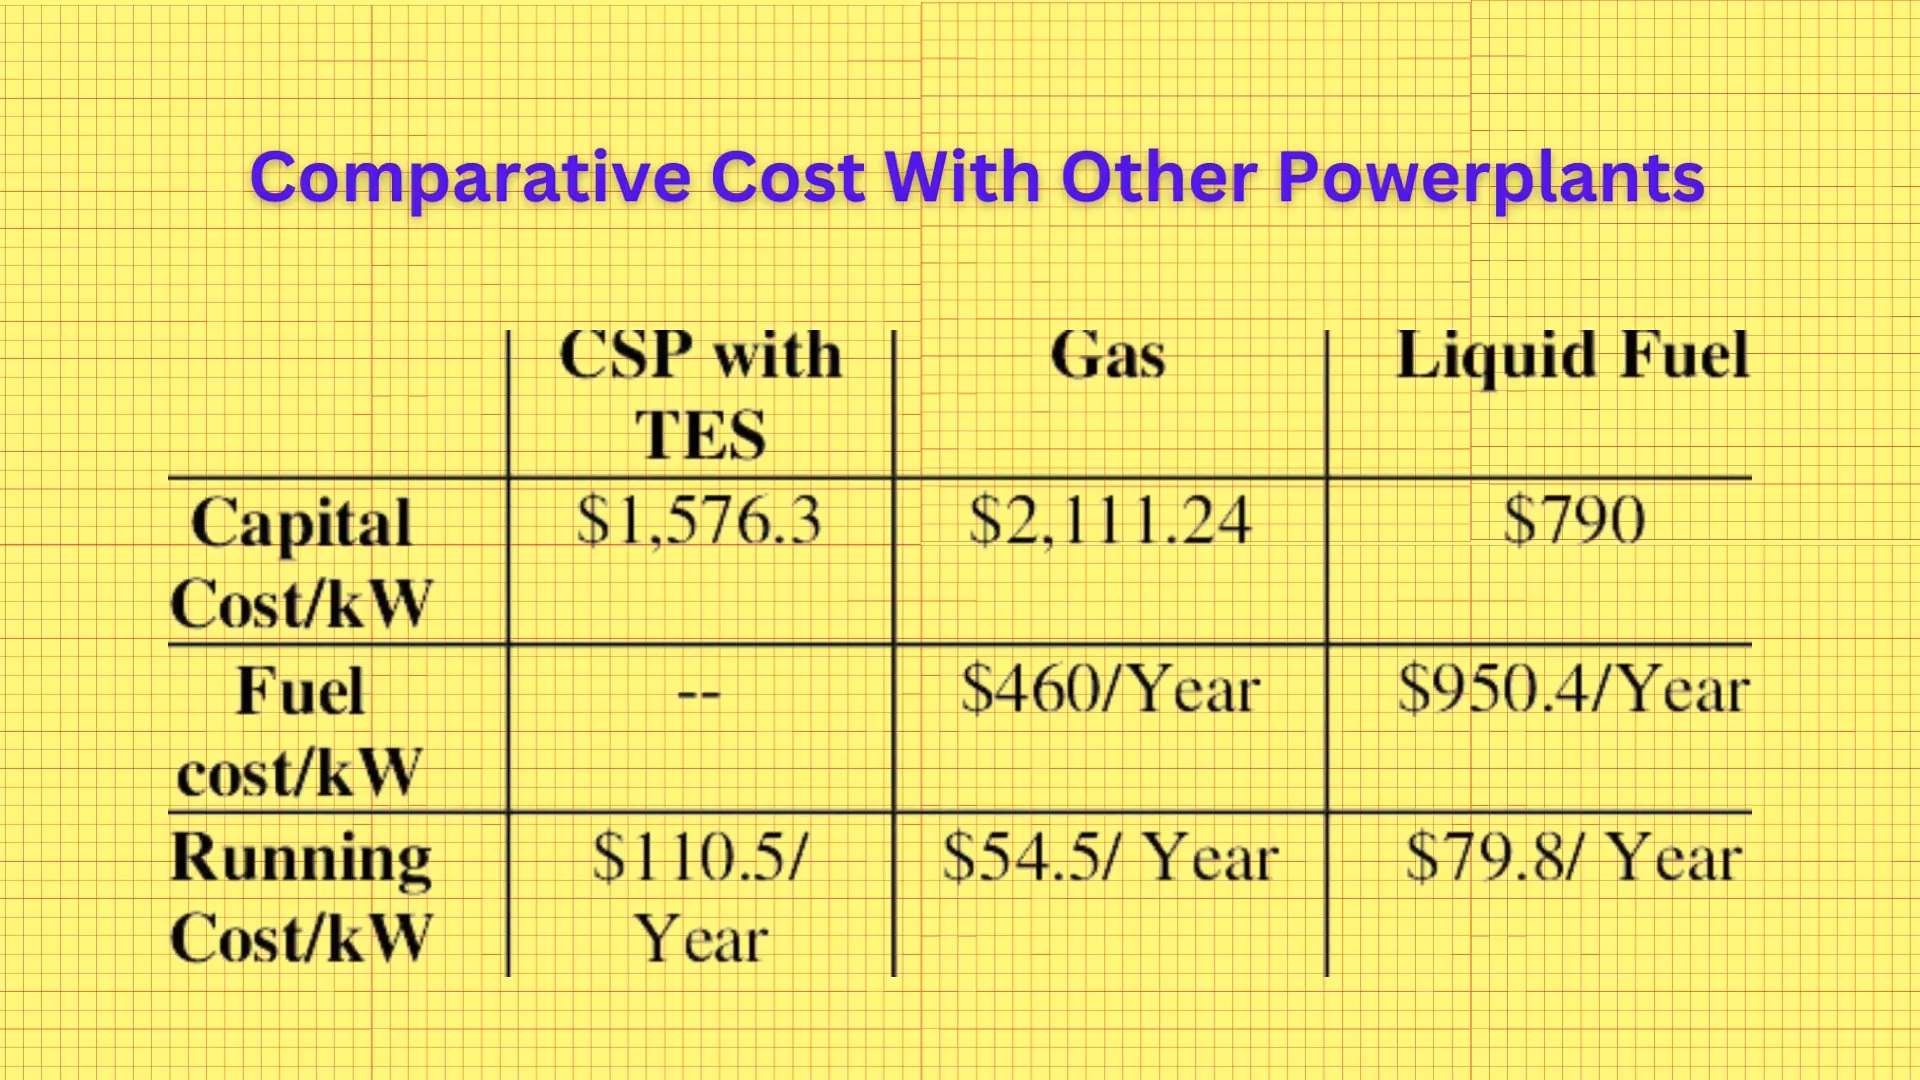 Comparative Cost With Other Powerplants
CSP with Gas Liquid Fuel
TES
Capital $1,576.3 $2,111.24 $790
Cost/kW
Fuel -- $460/Year $950.4/Year
cost/kW
Running $110.5/ $54.5/ Year $79.8/ Year
Cost/kW Year